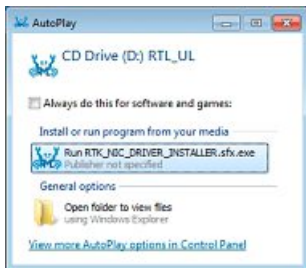 AutoPlay
CD Drive (D:) RTL_UL
Always do this for software and games:
Install or run program from your media
Run RTK_NIC_DRIVER_INSTALLER.sfx.exe
Publisher not specified
General options
Open folder to view files
using Windows Explorer
View more AutoPlay options in Control Panel